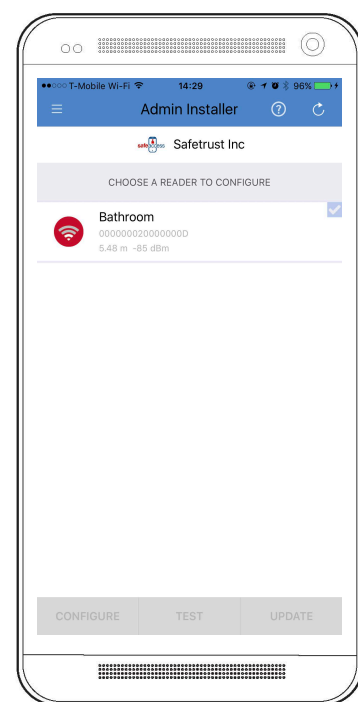 T-Mobile Wi-Fi 14:29 96%
Admin Installer ?
safeaccess Safetrust Inc
CHOOSE A READER TO CONFIGURE
Bathroom
000000020000000D
5.48 m -85 dBm
CONFIGURE TEST UPDATE